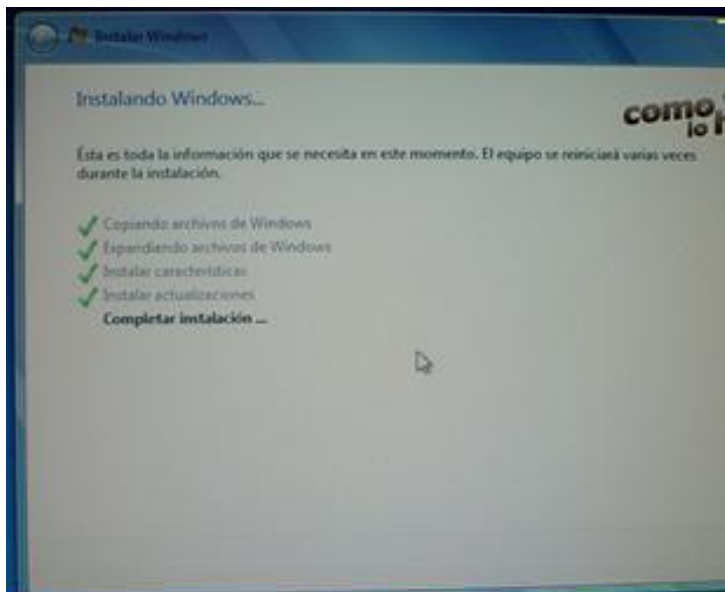 Instalar Windows
Instalando Windows...
como
lo
Ésta es toda la información que se necesita en este momento. El equipo se reiniciará varias veces
durante la instalación.
Copiando archivos de Windows
Expandiendo archivos de Windows
Instalar características
Instalar actualizaciones
Completar instalación ...